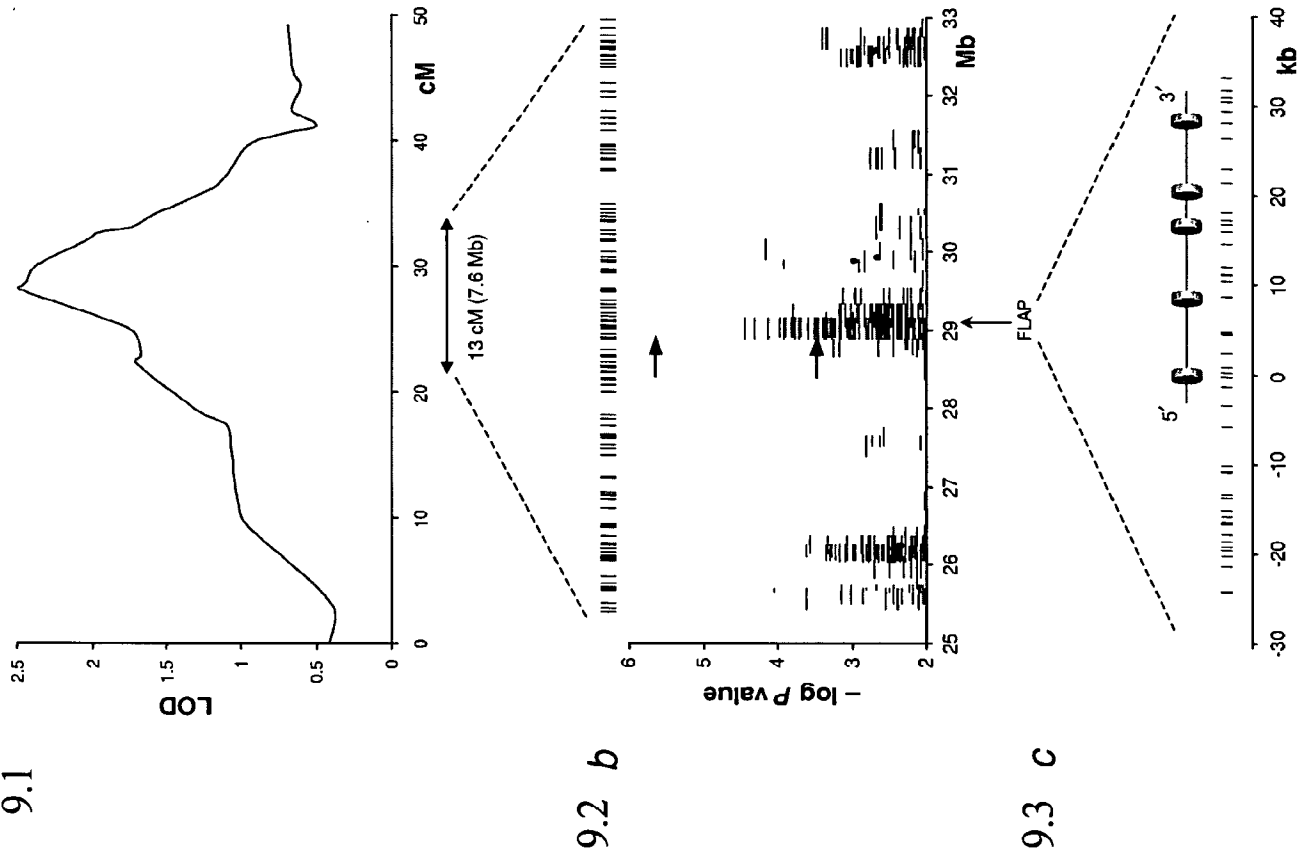 9.1
LOD
2.5
2
1.5
1
0.5
0
0 10 20 30 40 50
cM
13 cM (7.6 Mb)
9.2 b
– log P value
6
5
4
3
2
25 26 27 28 29 30 31 32 33
Mb
FLAP
9.3 c
5′ 3′
-30 -20 -10 0 10 20 30 40
kb